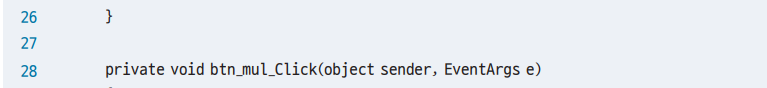 26 }
27
28 private void btn_mul_Click(object sender, EventArgs e)